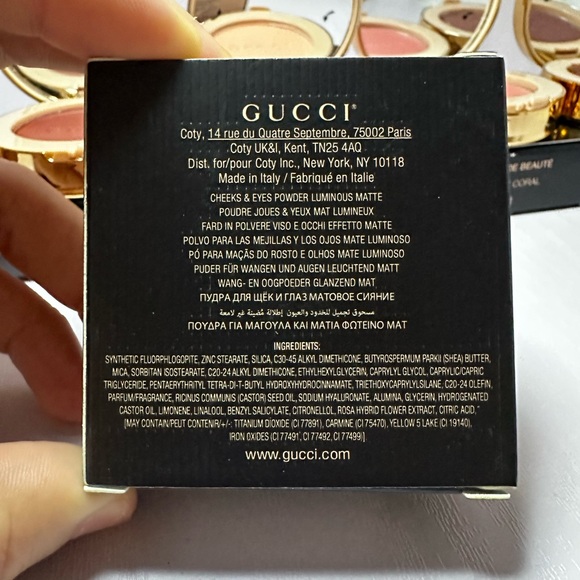 GUCCI
Coty, 14 rue du Quatre Septembre, 75002 Paris
Coty UK&I, Kent, TN25 4AQ
Dist. for/pour Coty Inc., New York, NY 10118
Made in Italy / Fabriqué en Italie
CHEEKS & EYES POWDER LUMINOUS MATTE
POUDRE JOUES & YEUX MAT LUMINEUX
FARD IN POLVERE VISO E OCCHI EFFETTO MATTE
POLVO PARA LAS MEJILLAS Y LOS OJOS MATE LUMINOSO
PÓ PARA MAÇÃS DO ROSTO E OLHOS MATE LUMINOSO
PUDER FÜR WANGEN UND AUGEN LEUCHTEND MATT
WANG- EN OOGPOEDER GLANZEND MAT
ПУДРА ДЛЯ ЩЁК И ГЛАЗ МАТОВОЕ СИЯНИЕ
مسحوق تجميل للخدود والعيون إطلالة مضيئة غير لامعة
ΠΟΥΔΡΑ ΓΙΑ ΜΑΓΟΥΛΑ ΚΑΙ ΜΑΤΙΑ ΦΩΤΕΙΝΟ ΜΑΤ
INGREDIENTS:
SYNTHETIC FLUORPHLOGOPITE, ZINC STEARATE, SILICA, C30-45 ALKYL DIMETHICONE, BUTYROSPERMUM PARKII (SHEA) BUTTER,
MICA, SORBITAN ISOSTEARATE, C20-24 ALKYL DIMETHICONE, ETHYLHEXYLGLYCERIN, CAPRYLYL GLYCOL, CAPRYLIC/CAPRIC
TRIGLYCERIDE, PENTAERYTHRITYL TETRA-DI-T-BUTYL HYDROXYHYDROCINNAMATE, TRIETHOXYCAPRYLYLSILANE, C20-24 OLEFIN,
PARFUM/FRAGRANCE, RICINUS COMMUNIS (CASTOR) SEED OIL, SODIUM HYALURONATE, ALUMINA, GLYCERIN, HYDROGENATED
CASTOR OIL, LIMONENE, LINALOOL, BENZYL SALICYLATE, CITRONELLOL, ROSA HYBRID FLOWER EXTRACT, CITRIC ACID,
[MAY CONTAIN/PEUT CONTENIR/+/-: TITANIUM DIOXIDE (CI 77891), CARMINE (CI 75470), YELLOW 5 LAKE (CI 19140),
IRON OXIDES (CI 77491, CI 77492, CI 77499)].
www.gucci.com
DE BEAUTÉ
CORAL